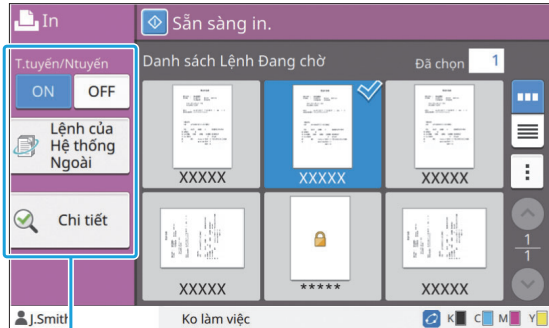 In
Sẵn sàng in.
T.tuyến/Ntuyến
ON OFF
Lệnh của
Hệ thống
Ngoài
Chi tiết
Danh sách Lệnh Đang chờ
Đã chọn 1
XXXXX XXXXX XXXXX
XXXXX ***** XXXXX
1
1
J.Smith
Ko làm việc
K C M Y